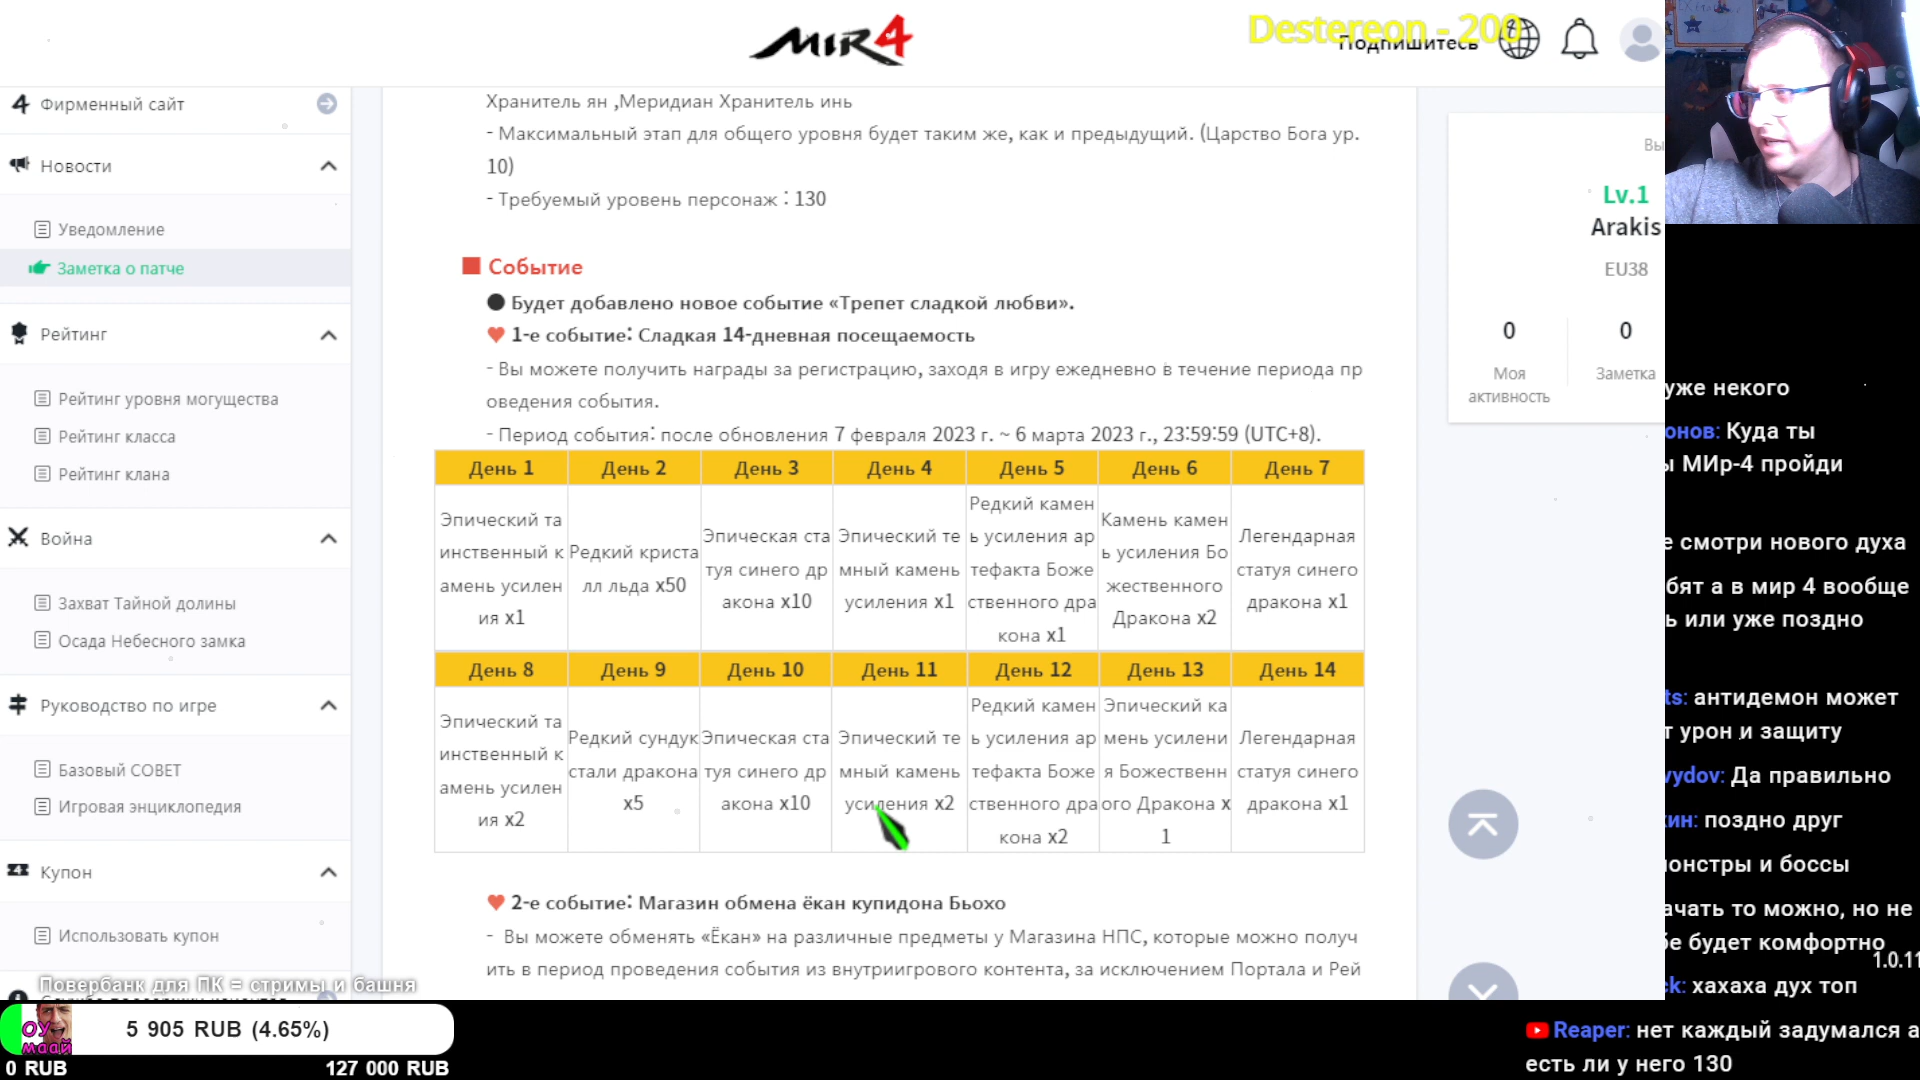 MIR4
Destereon - 200
Подпишитесь
Фирменный сайт
Новости
Уведомление
Заметка о патче
Рейтинг
Рейтинг уровня могущества
Рейтинг класса
Рейтинг клана
Война
Захват Тайной долины
Осада Небесного замка
Руководство по игре
Базовый СОВЕТ
Игровая энциклопедия
Купон
Использовать купон
Повербанк для ПК = стримы и башня
ОУ
мааай
5 905 RUB (4.65%)
0 RUB
127 000 RUB
Хранитель ян ,Меридиан Хранитель инь
- Максимальный этап для общего уровня будет таким же, как и предыдущий. (Царство Бога ур.
10)
- Требуемый уровень персонаж : 130
Событие
Будет добавлено новое событие «Трепет сладкой любви».
1-е событие: Сладкая 14-дневная посещаемость
- Вы можете получить награды за регистрацию, заходя в игру ежедневно в течение периода пр
оведения события.
- Период события: после обновления 7 февраля 2023 г. ~ 6 марта 2023 г., 23:59:59 (UTC+8).
День 1 День 2 День 3 День 4 День 5 День 6 День 7
Эпический та
инственный к
амень усилен
ия x1
Редкий криста
лл льда x50
Эпическая ста
туя синего др
акона x10
Эпический те
мный камень
усиления x1
Редкий камен
ь усиления ар
тефакта Боже
ственного дра
кона x1
Камень камен
ь усиления Бо
жественного
Дракона x2
Легендарная
статуя синего
дракона x1
День 8 День 9 День 10 День 11 День 12 День 13 День 14
Эпический та
инственный к
амень усилен
ия x2
Редкий сундук
стали дракона
x5
Эпическая ста
туя синего др
акона x10
Эпический те
мный камень
усиления x2
Редкий камен
ь усиления ар
тефакта Боже
ственного дра
кона x2
Эпический ка
мень усилени
я Божественн
ого Дракона x
1
Легендарная
статуя синего
дракона x1
2-е событие: Магазин обмена ёкан купидона Бьохо
- Вы можете обменять «Ёкан» на различные предметы у Магазина НПС, которые можно получ
ить в период проведения события из внутриигрового контента, за исключением Портала и Рей
Вы
Lv.1
Arakis
EU38
0
Моя
активность
0
Заметка
уже некого
онов: Куда ты
ы МИр-4 пройди
е смотри нового духа
бят а в мир 4 вообще
ь или уже поздно
ts: антидемон может
т урон и защиту
vydov: Да правильно
кин: поздно друг
монстры и боссы
ачать то можно, но не
бе будет комфортно
1.0.11
ck: хахаха дух топ
Reaper: нет каждый задумался а
есть ли у него 130